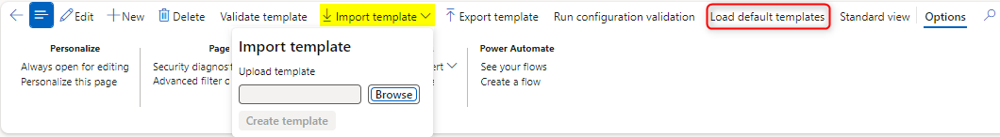 Edit New Delete Validate template Import template Export template Run configuration validation Load default templates Standard view Options
Personalize
Always open for editing
Personalize this page
Page
Security diagnost
Advanced filter o
Import template
Upload template
Browse
Create template
ert
Power Automate
See your flows
Create a flow